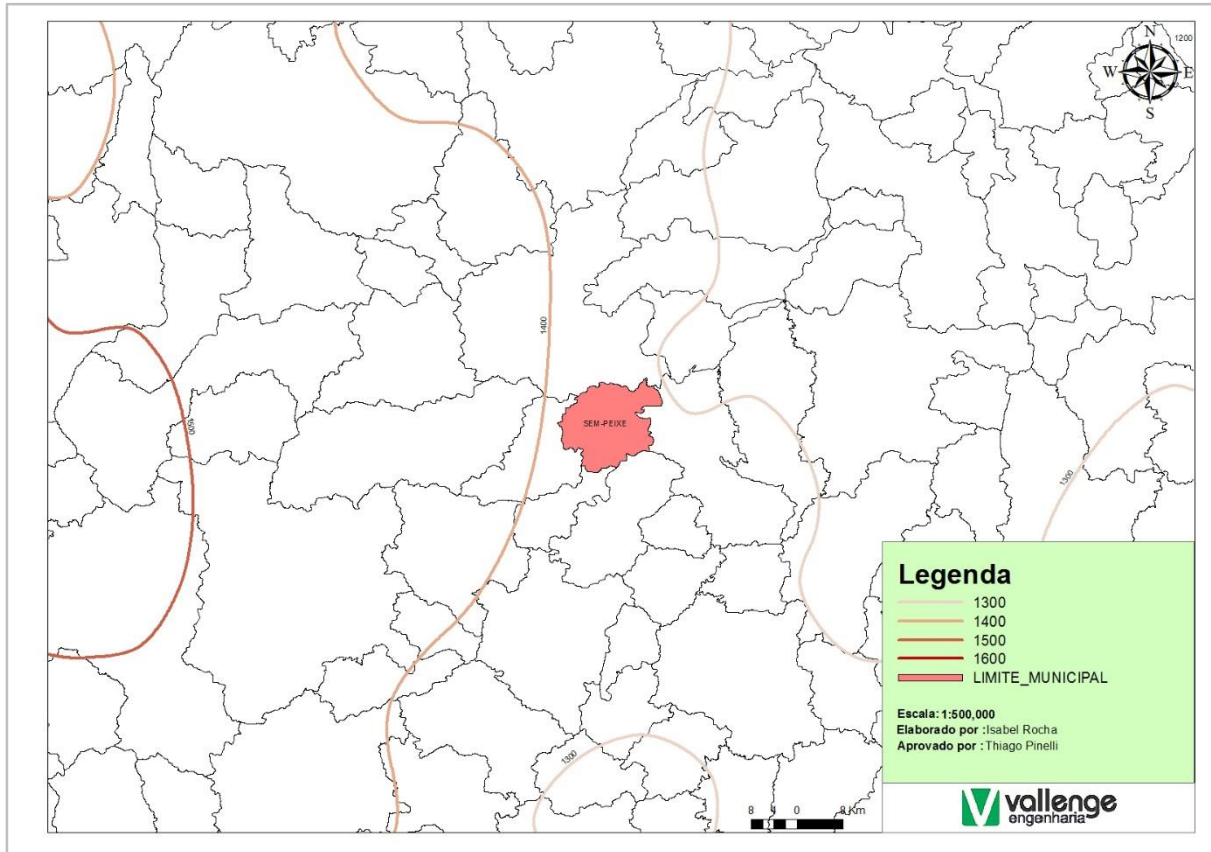 N
1200
W E
S
1400
SEM-PEIXE
1500
1300
Legenda
1300
1400
1500
1600
LIMITE_MUNICIPAL
Escala: 1:500,000
Elaborado por : Isabel Rocha
Aprovado por : Thiago Pinelli
1300
8 4 0 8 Km
vallenge
engenharia